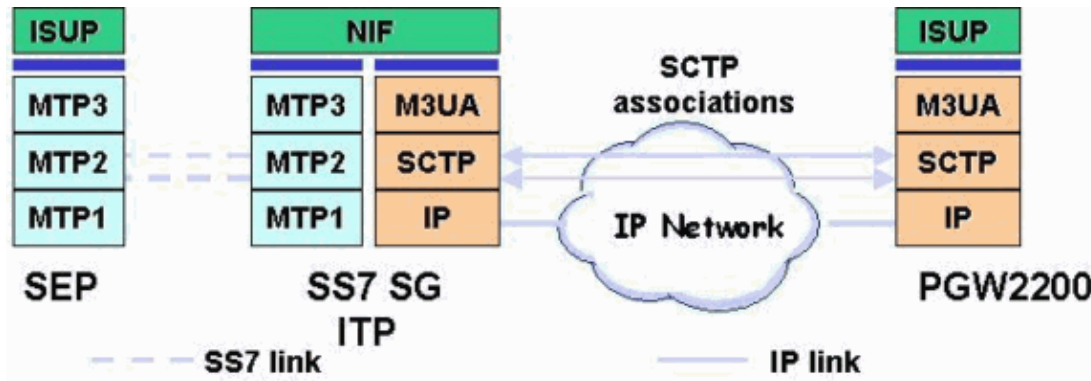 ISUP
MTP3
MTP2
MTP1
SEP
NIF
MTP3
MTP2
MTP1
M3UA
SCTP
IP
SS7 SG
ITP
SCTP
associations
IP Network
ISUP
M3UA
SCTP
IP
PGW2200
SS7 link
IP link